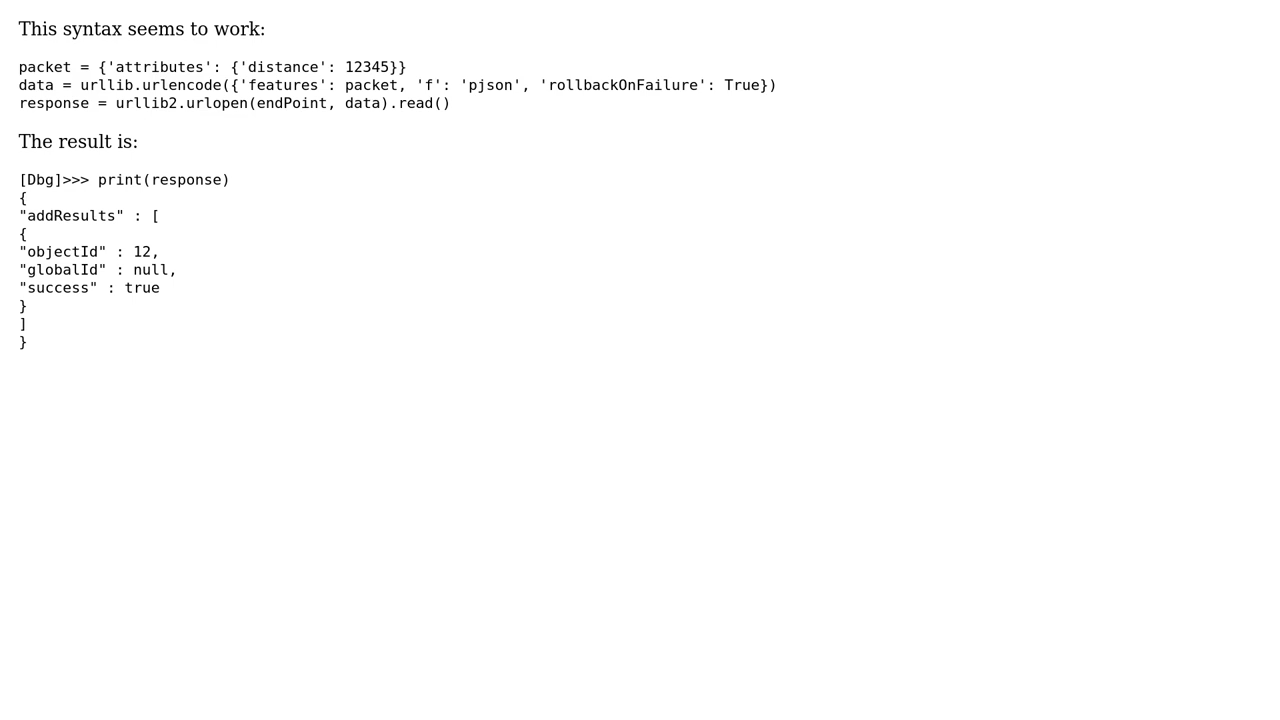 This syntax seems to work:
packet = {'attributes': {'distance': 12345}}
data = urllib.urlencode({'features': packet, 'f': 'pjson', 'rollbackOnFailure': True})
response = urllib2.urlopen(endPoint, data).read()
The result is:
[Dbg]>>> print(response)
{
"addResults" : [
{
"objectId" : 12,
"globalId" : null,
"success" : true
}
]
}